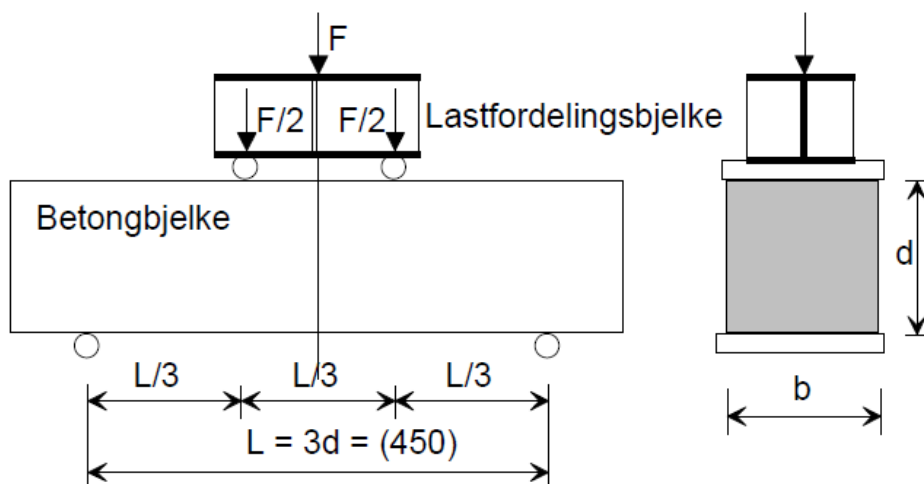 F
F/2 F/2 Lastfordelingsbjelke
Betongbjelke
d
L/3 L/3 L/3
b
L = 3d = (450)